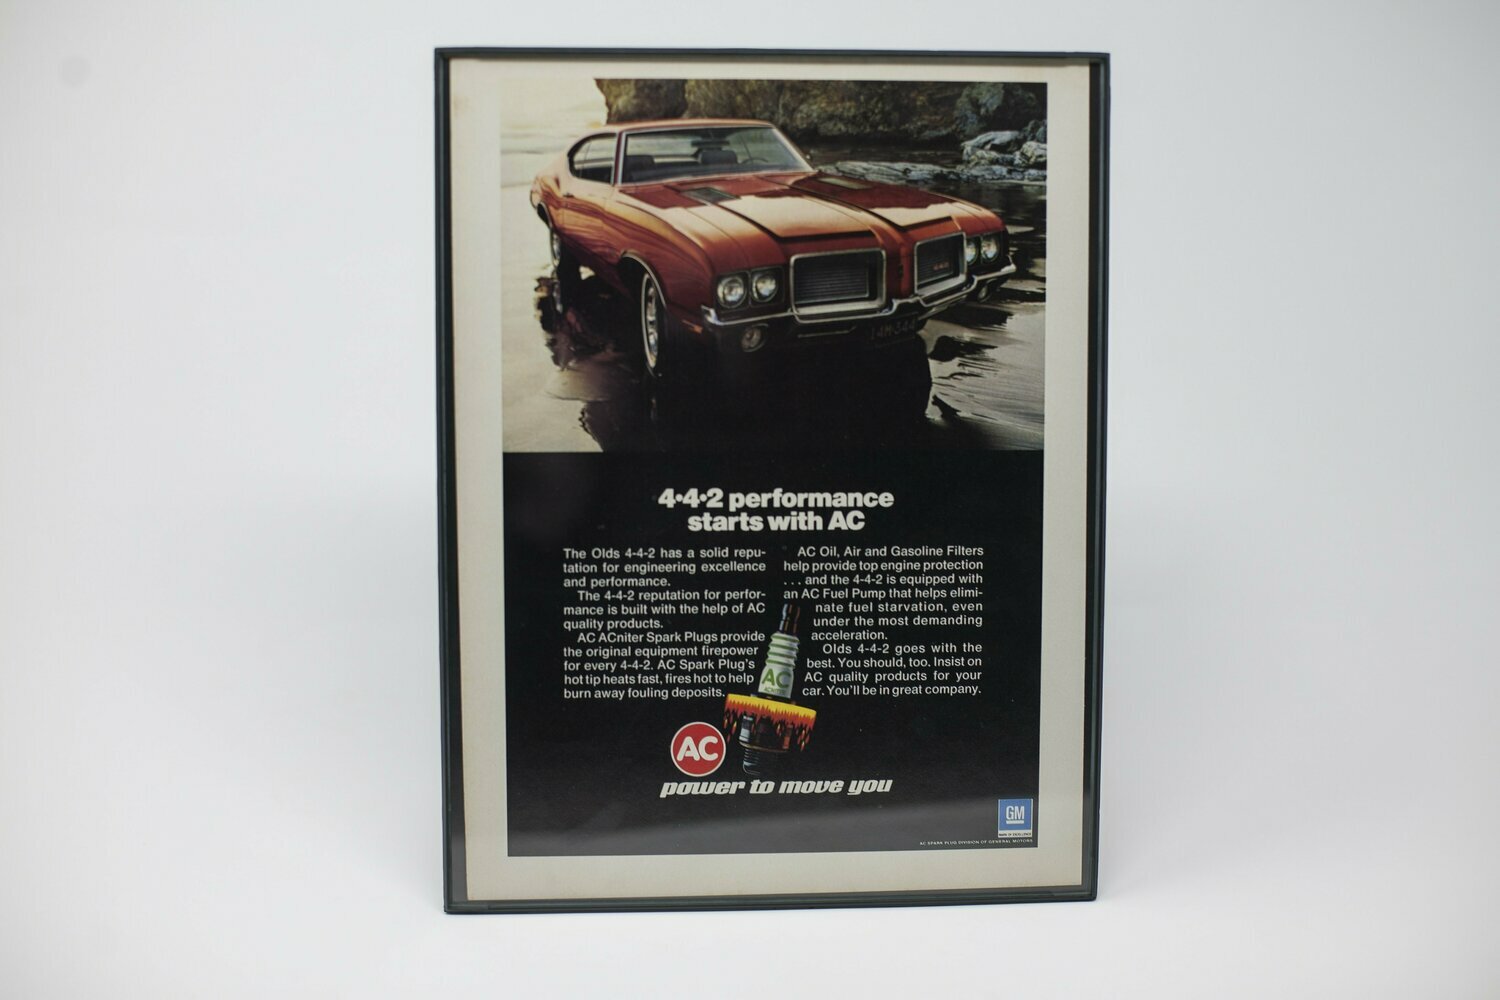 442
4•4•2 performance
starts with AC
The Olds 4-4-2 has a solid repu-
tation for engineering excellence
and performance.
The 4-4-2 reputation for perfor-
mance is built with the help of AC
quality products.
AC ACniter Spark Plugs provide
the original equipment firepower
for every 4-4-2. AC Spark Plug's
hot tip heats fast, fires hot to help
burn away fouling deposits.
AC Oil, Air and Gasoline Filters
help provide top engine protection
... and the 4-4-2 is equipped with
an AC Fuel Pump that helps elimi-
nate fuel starvation, even
under the most demanding
acceleration.
Olds 4-4-2 goes with the
best. You should, too. Insist on
AC quality products for your
car. You'll be in great company.
AC
ACNITER
AC
power to move you
GM
MARK OF EXCELLENCE
AC SPARK PLUG DIVISION OF GENERAL MOTORS